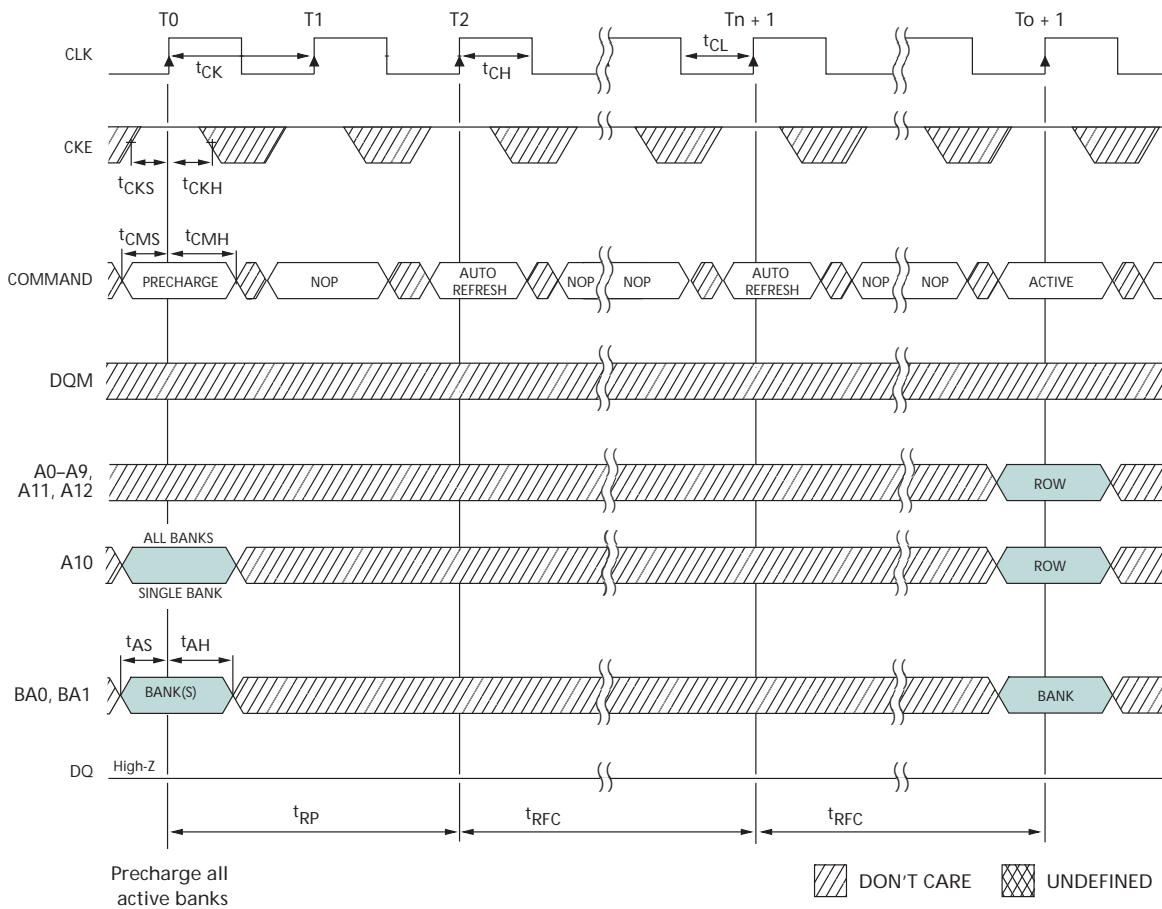 T0 T1 T2 Tn + 1 To + 1
CLK
tCK tCH tCL
CKE
tCKS tCKH
tCMS tCMH
COMMAND PRECHARGE NOP AUTO REFRESH NOP NOP AUTO REFRESH NOP NOP ACTIVE
DQM
A0–A9,
A11, A12 ROW
ALL BANKS
A10 ROW
SINGLE BANK
tAS tAH
BA0, BA1 BANK(S) BANK
DQ High-Z
tRP tRFC tRFC
Precharge all
active banks
DON'T CARE UNDEFINED